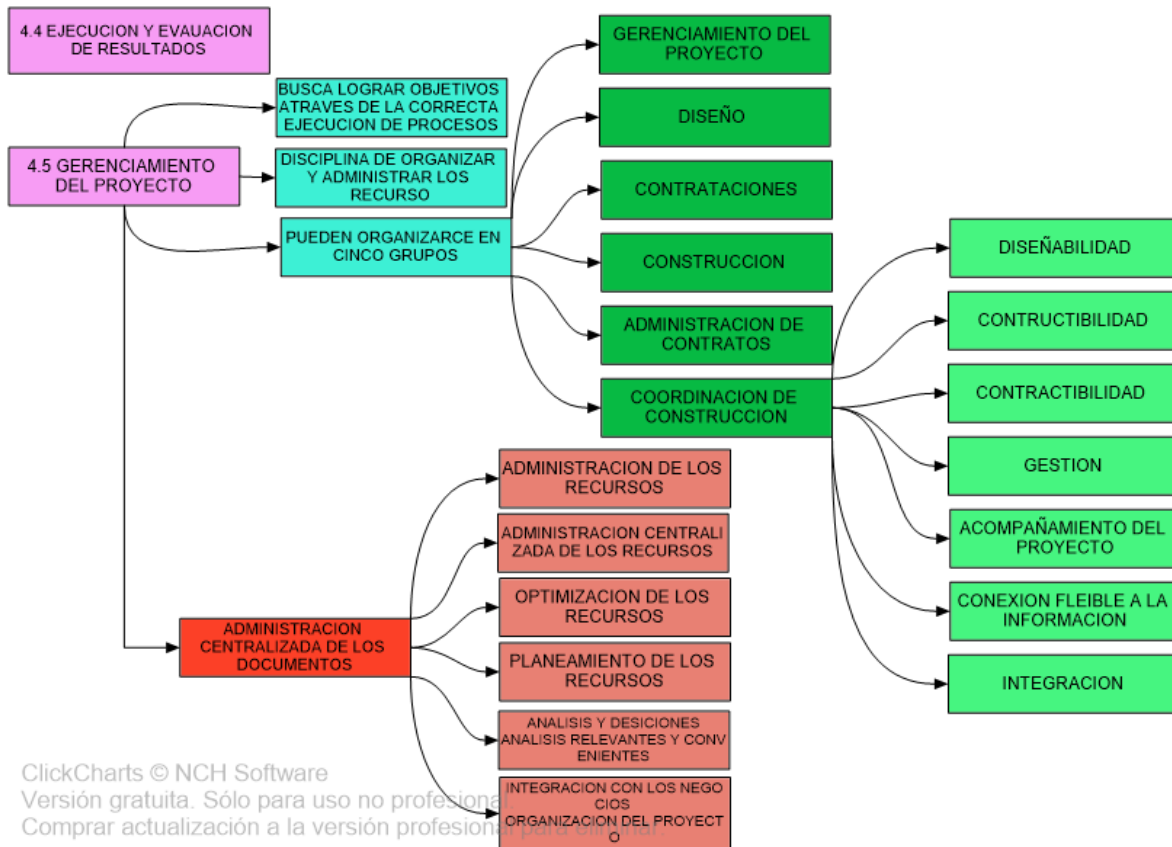 4.4 EJECUCION Y EVAUACION
DE RESULTADOS
4.5 GERENCIAMIENTO
DEL PROYECTO
BUSCA LOGRAR OBJETIVOS
ATRAVES DE LA CORRECTA
EJECUCION DE PROCESOS
DISCIPLINA DE ORGANIZAR
Y ADMINISTRAR LOS
RECURSO
PUEDEN ORGANIZARCE EN
CINCO GRUPOS
GERENCIAMIENTO DEL
PROYECTO
DISEÑO
CONTRATACIONES
CONSTRUCCION
ADMINISTRACION DE
CONTRATOS
COORDINACION DE
CONSTRUCCION
DISEÑABILIDAD
CONTRUCTIBILIDAD
CONTRACTIBILIDAD
GESTION
ACOMPAÑAMIENTO DEL
PROYECTO
CONEXION FLEIBLE A LA
INFORMACION
INTEGRACION
ADMINISTRACION
CENTRALIZADA DE LOS
DOCUMENTOS
ADMINISTRACION DE LOS
RECURSOS
ADMINISTRACION CENTRALI
ZADA DE LOS RECURSOS
OPTIMIZACION DE LOS
RECURSOS
PLANEAMIENTO DE LOS
RECURSOS
ANALISIS Y DESICIONES
ANALISIS RELEVANTES Y CONV
ENIENTES
INTEGRACION CON LOS NEGO
CIOS
ORGANIZACION DEL PROYECT
O
ClickCharts © NCH Software
Versión gratuita. Sólo para uso no profesional.
Comprar actualización a la versión profesional para eliminar.